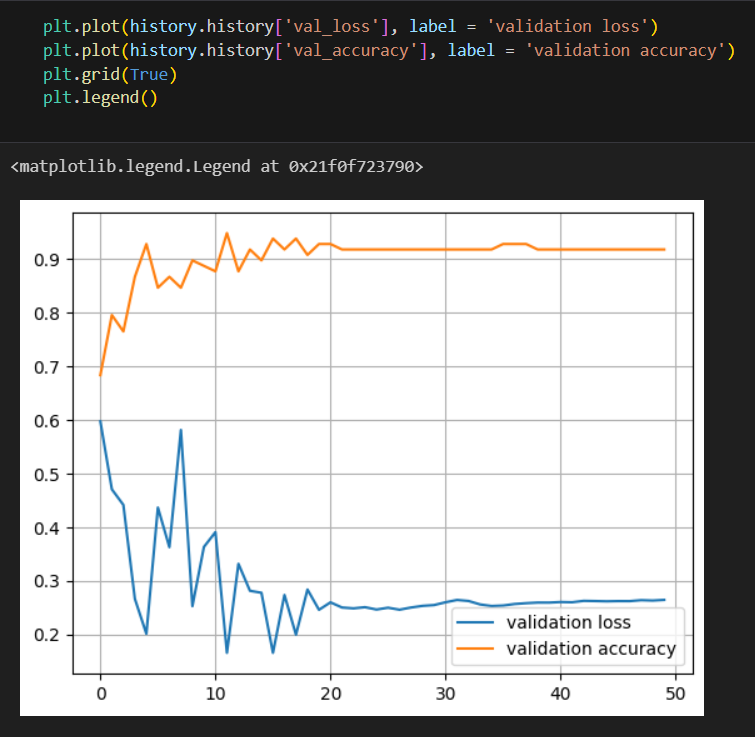 plt.plot(history.history['val_loss'], label = 'validation loss')
plt.plot(history.history['val_accuracy'], label = 'validation accuracy')
plt.grid(True)
plt.legend()
<matplotlib.legend.Legend at 0x21f0f723790>
0.9
0.8
0.7
0.6
0.5
0.4
0.3
0.2
validation loss
validation accuracy
0 10 20 30 40 50